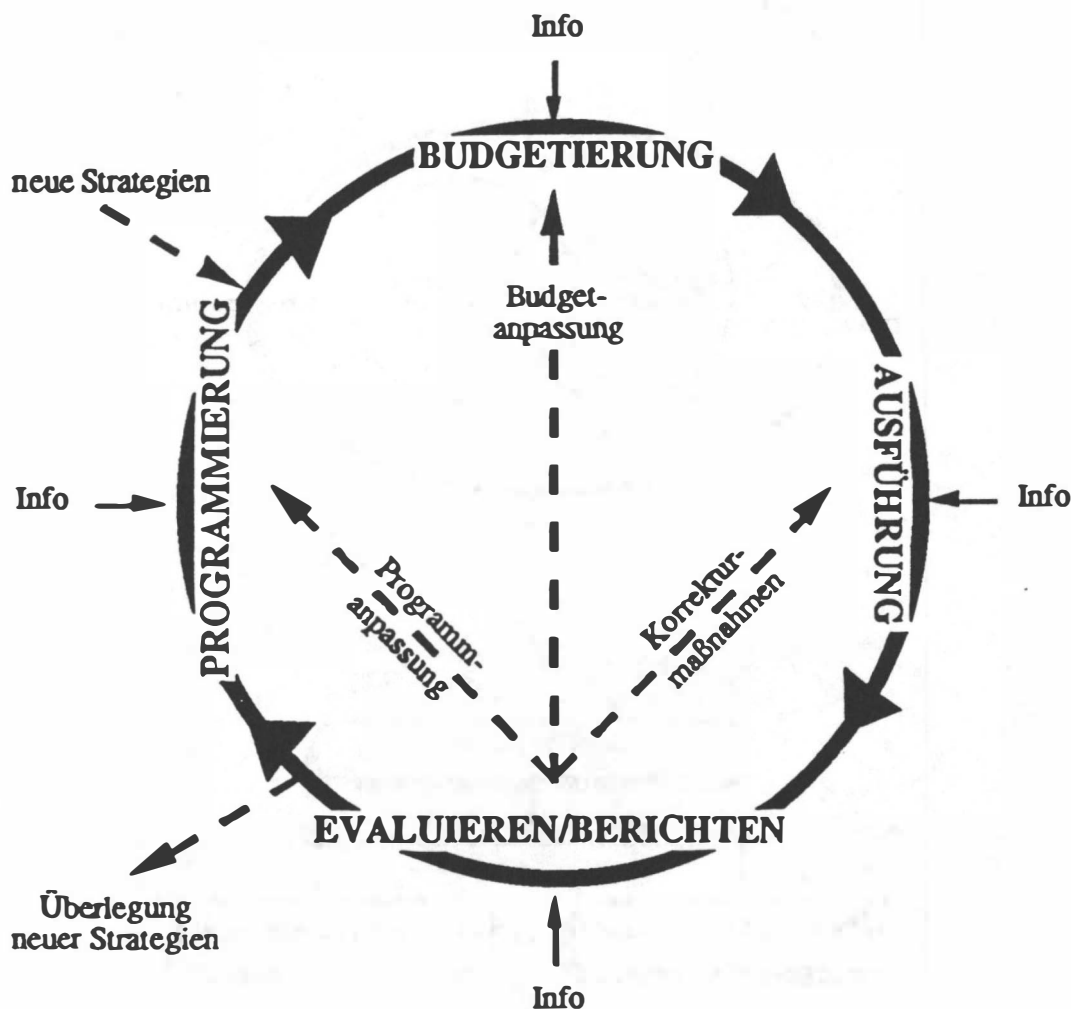 Info
BUDGETIERUNG
neue Strategien
Budget-
anpassung
PROGRAMMIERUNG
AUSFÜHRUNG
Info
Info
Programm-
anpassung
Korrektur-
maßnahmen
EVALUIEREN/BERICHTEN
Überlegung
neuer Strategien
Info